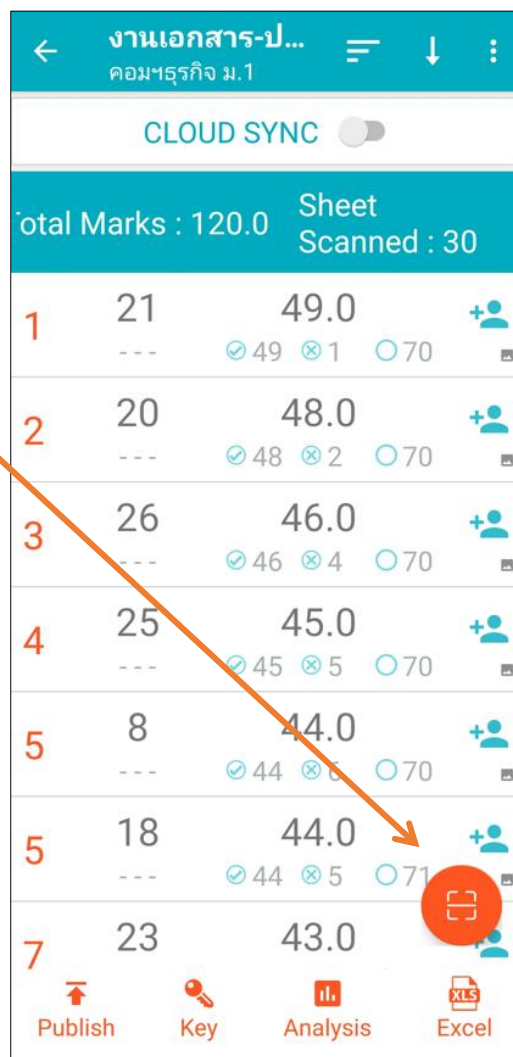 งานเอกสาร-ป...
คอมฯธุรกิจ ม.1
CLOUD SYNC
otal Marks : 120.0
Sheet
Scanned : 30
1 21 49.0
--- 49 1 70
2 20 48.0
--- 48 2 70
3 26 46.0
--- 46 4 70
4 25 45.0
--- 45 5 70
5 8 44.0
--- 44 6 70
5 18 44.0
--- 44 5 71
7 23 43.0
Publish Key Analysis XLS Excel